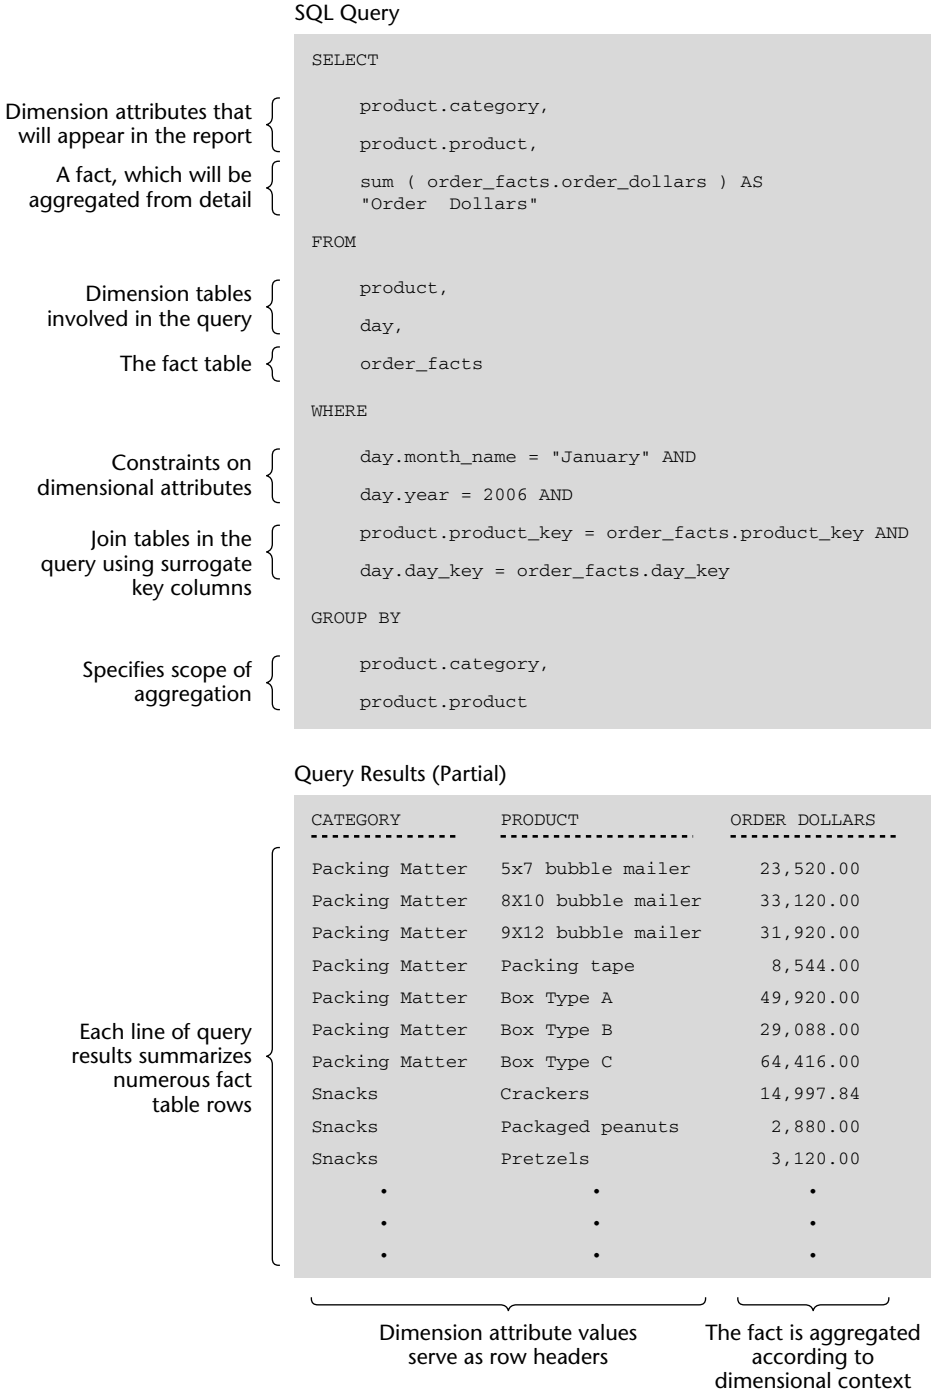 SQL Query
SELECT
Dimension attributes that
will appear in the report
product.category,
product.product,
A fact, which will be
aggregated from detail
sum ( order_facts.order_dollars ) AS
"Order Dollars"
FROM
Dimension tables
involved in the query
product,
day,
The fact table
order_facts
WHERE
Constraints on
dimensional attributes
day.month_name = "January" AND
day.year = 2006 AND
Join tables in the
query using surrogate
key columns
product.product_key = order_facts.product_key AND
day.day_key = order_facts.day_key
GROUP BY
Specifies scope of
aggregation
product.category,
product.product
Query Results (Partial)
CATEGORY PRODUCT ORDER DOLLARS
Packing Matter 5x7 bubble mailer 23,520.00
Packing Matter 8X10 bubble mailer 33,120.00
Packing Matter 9X12 bubble mailer 31,920.00
Packing Matter Packing tape 8,544.00
Packing Matter Box Type A 49,920.00
Packing Matter Box Type B 29,088.00
Packing Matter Box Type C 64,416.00
Snacks Crackers 14,997.84
Snacks Packaged peanuts 2,880.00
Snacks Pretzels 3,120.00
Each line of query
results summarizes
numerous fact
table rows
Dimension attribute values
serve as row headers
The fact is aggregated
according to
dimensional context